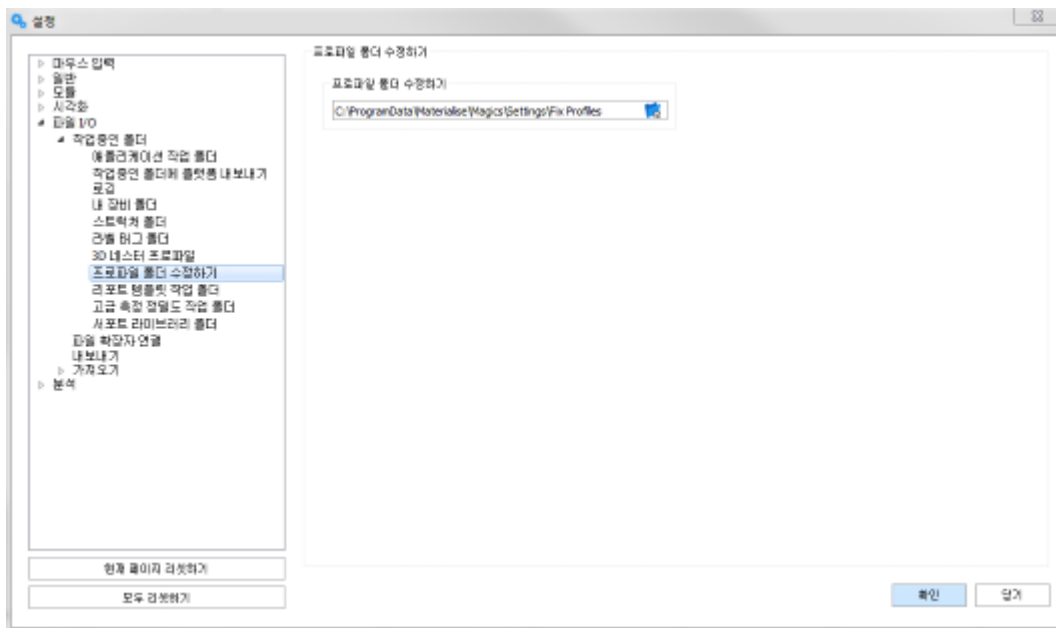 설정
마우스 입력
일반
모듈
시각화
파일 I/O
작업중인 폴더
애플리케이션 작업 폴더
작업중인 폴더에 플랫폼 내보내기
로깅
내 장비 폴더
스트럭처 폴더
라벨 태그 폴더
3D 네스터 프로파일
프로파일 폴더 수정하기
리포트 템플릿 작업 폴더
고급 측정 정밀도 작업 폴더
서포트 라이브러리 폴더
파일 확장자 연결
내보내기
가져오기
분석
현재 페이지 리셋하기
모두 리셋하기
프로파일 폴더 수정하기
프로파일 폴더 수정하기
C:\ProgramData\Materialise\Magics\Settings\Fix Profiles
확인
닫기